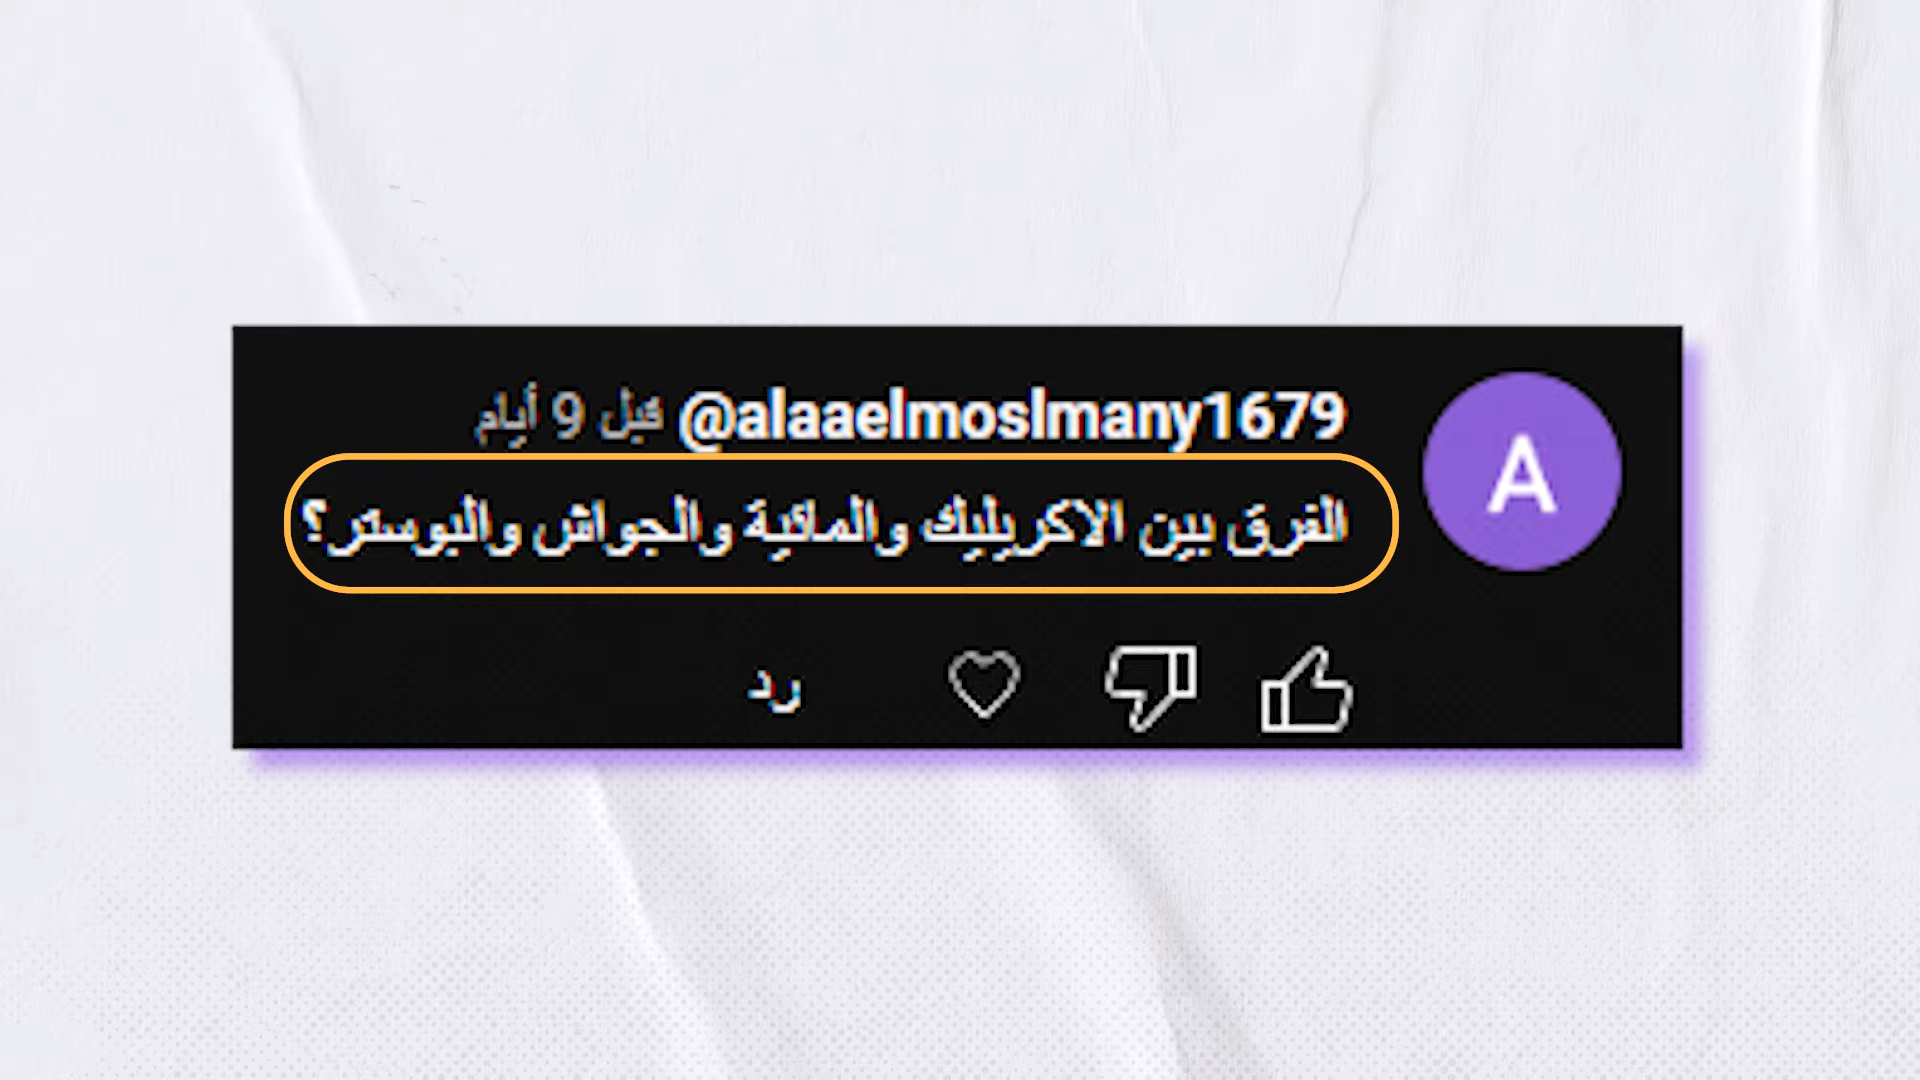 @alaaelmoslmany1679 قبل 9 أيام
A
الفرق بين الاكريليك والمائية والجواش والبوستر؟
رد